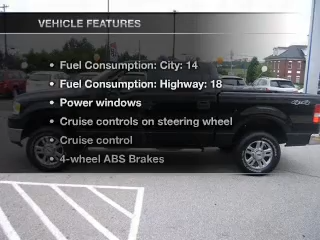 VEHICLE FEATURES
Fuel Consumption: City: 14
Fuel Consumption: Highway: 18
Power windows
Cruise controls on steering wheel
Cruise control
4-wheel ABS Brakes
4x4